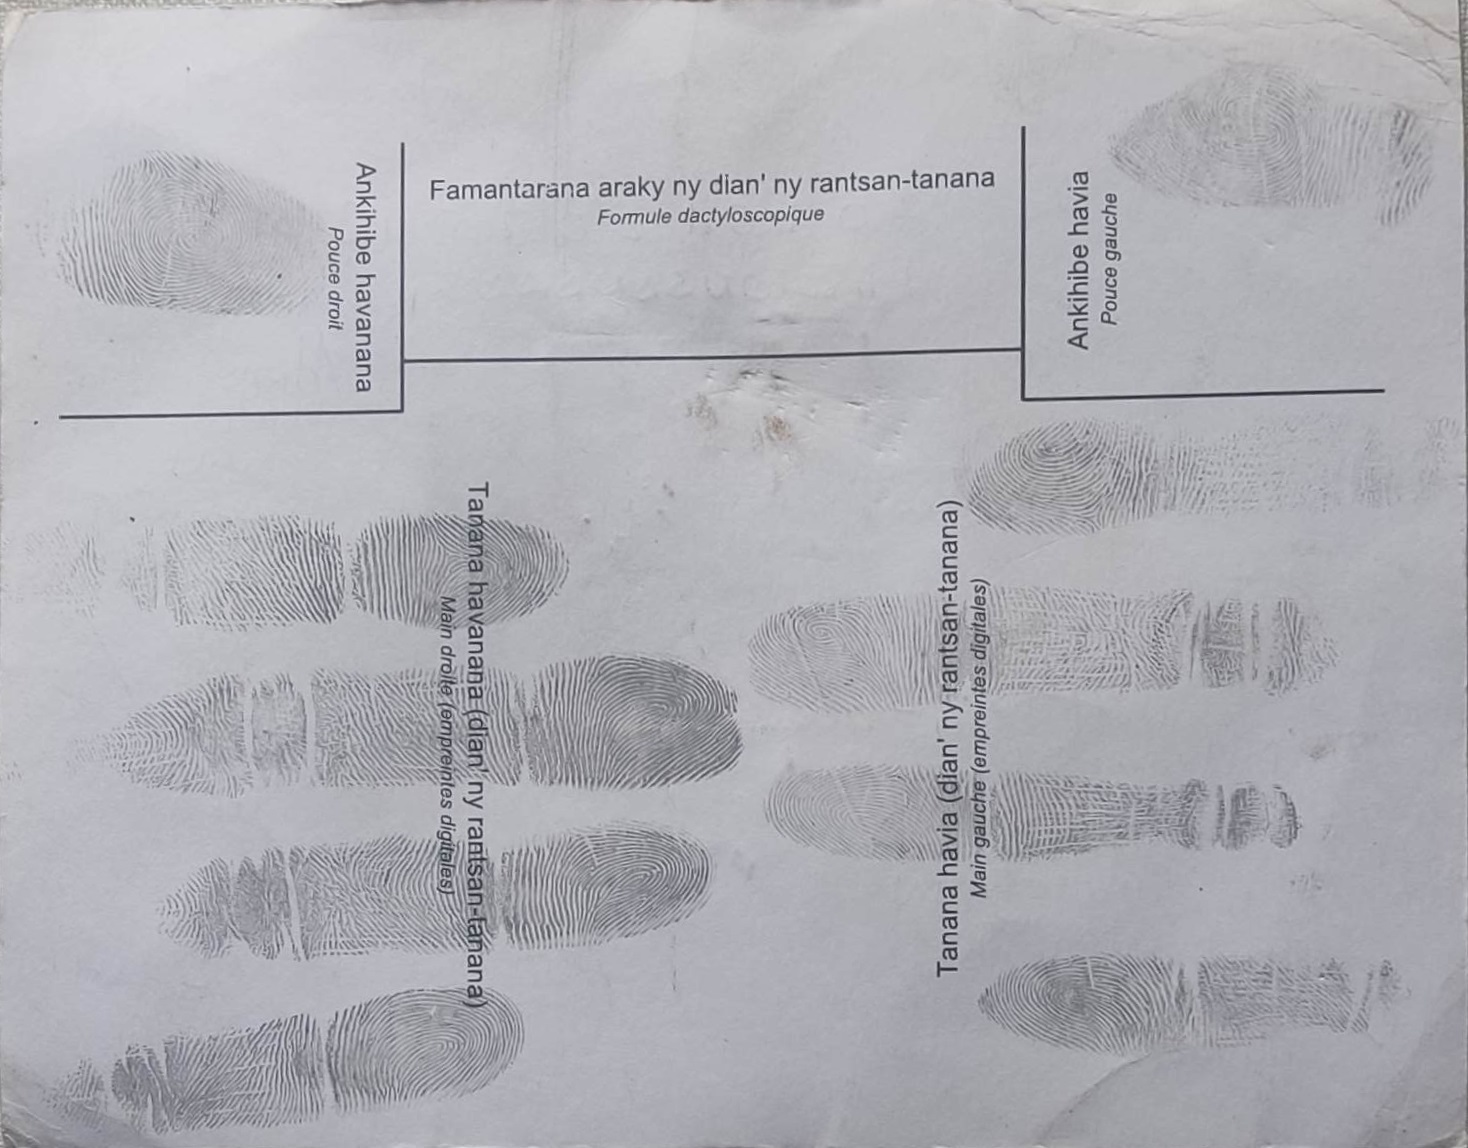 Famantarana araky ny dian' ny rantsan-tanana
Formule dactyloscopique
Ankihibe havanana
Pouce droit
Ankihibe havia
Pouce gauche
Tanana havanana (dian' ny rantsan-tanana)
Main droite (empreintes digitales)
Tanana havia (dian' ny rantsan-tanana)
Main gauche (empreintes digitales)